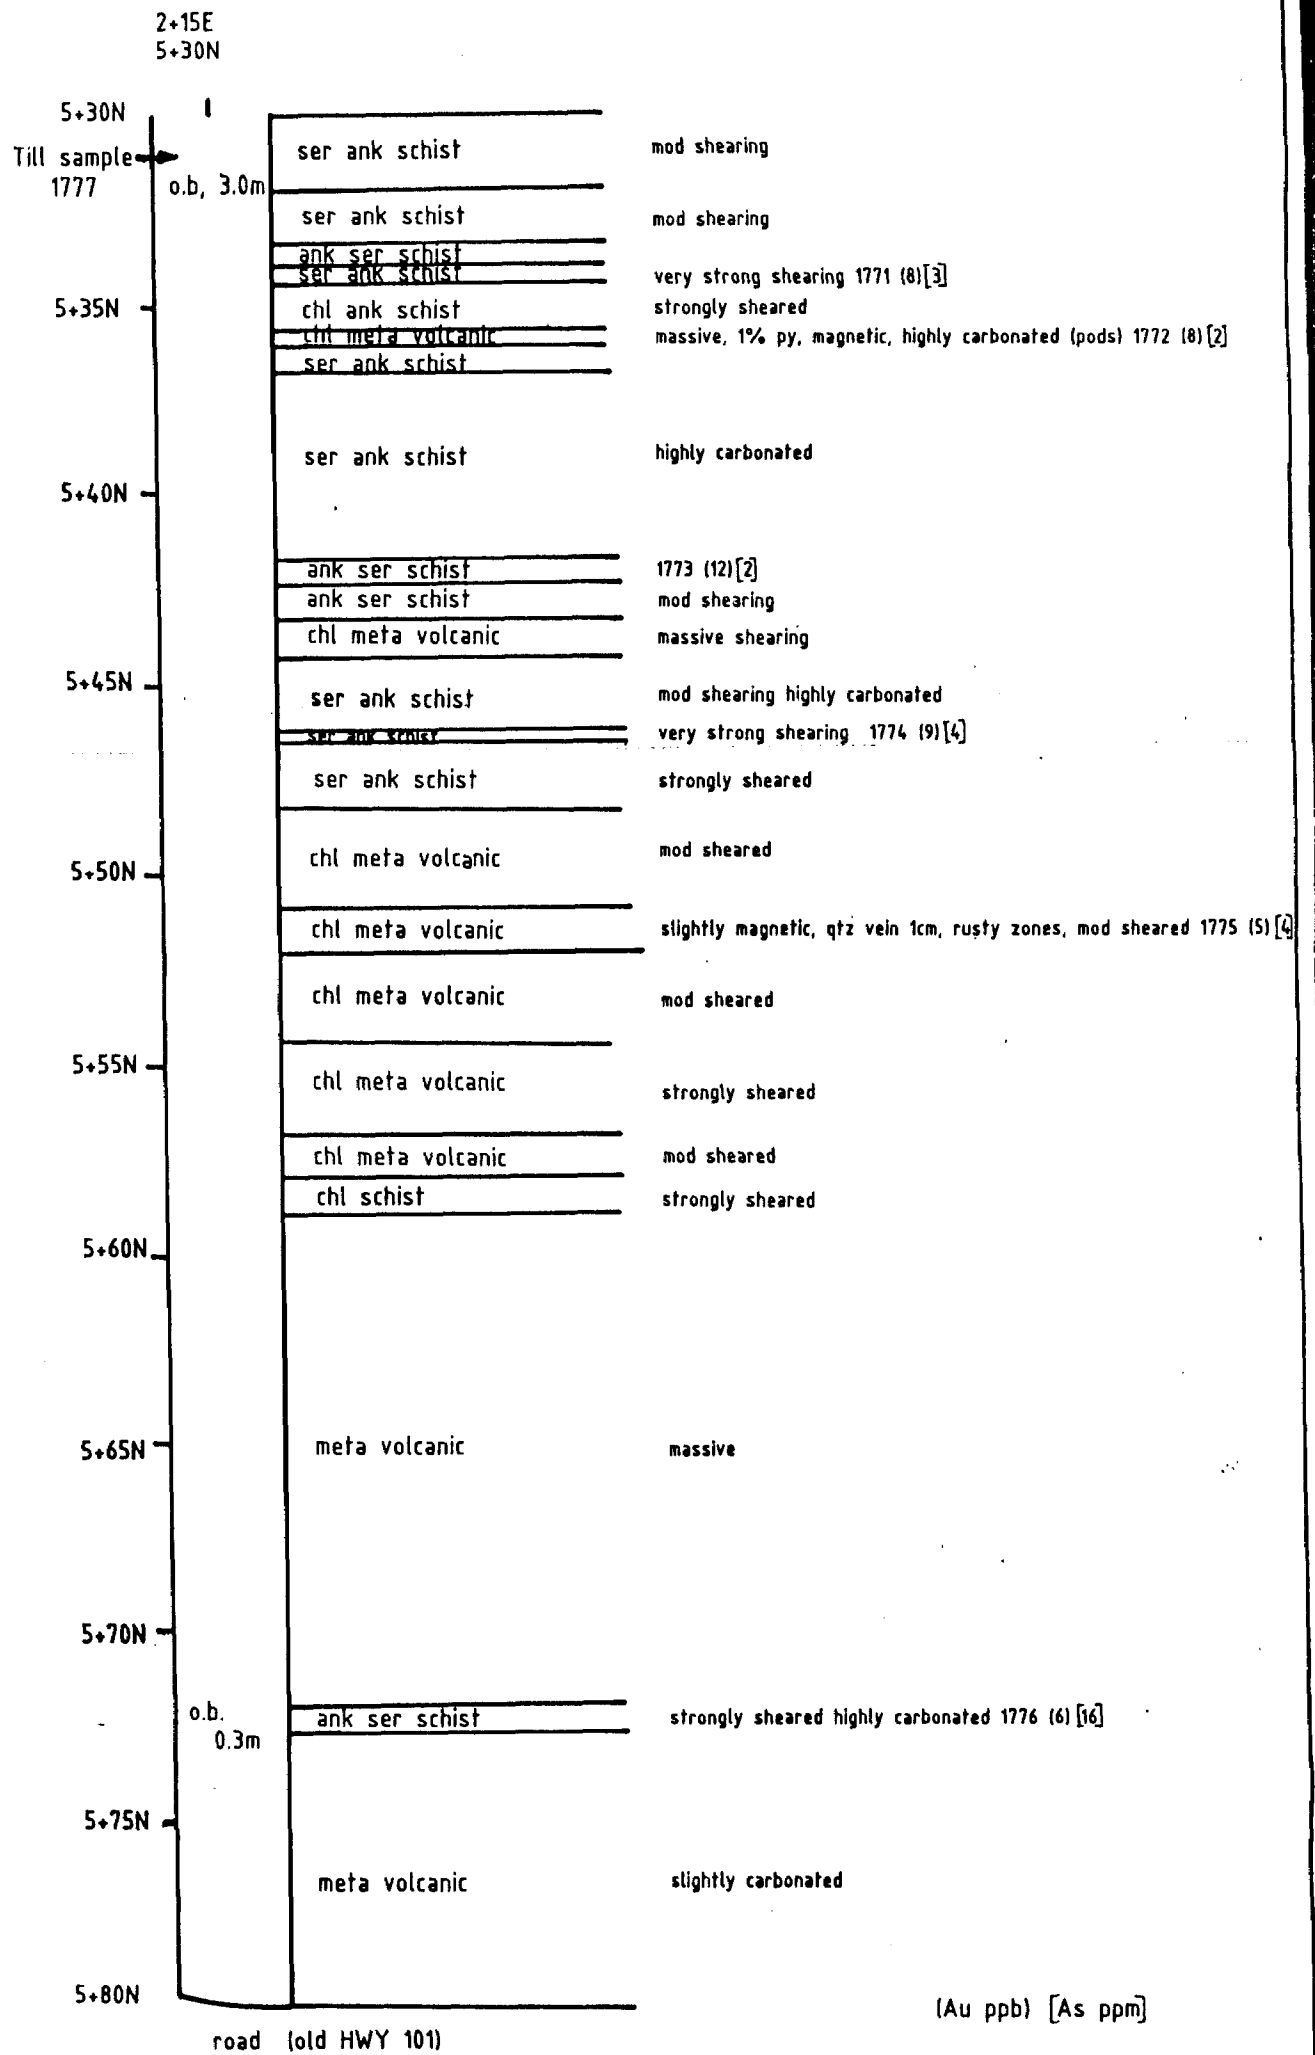 2+15E
5+30N
5+30N
Till sample
1777
o.b, 3.0m
ser ank schist mod shearing
ser ank schist mod shearing
ank ser schist
ser ank schist very strong shearing 1771 (8)[3]
5+35N
chl ank schist strongly sheared
chl meta volcanic massive, 1% py, magnetic, highly carbonated (pods) 1772 (8)[2]
ser ank schist
ser ank schist highly carbonated
5+40N
ank ser schist 1773 (12)[2]
ank ser schist mod shearing
chl meta volcanic massive shearing
5+45N
ser ank schist mod shearing highly carbonated
ser ank schist very strong shearing 1774 (9)[4]
ser ank schist strongly sheared
chl meta volcanic mod sheared
5+50N
chl meta volcanic slightly magnetic, qtz vein 1cm, rusty zones, mod sheared 1775 (5)[4]
chl meta volcanic mod sheared
5+55N
chl meta volcanic strongly sheared
chl meta volcanic mod sheared
chl schist strongly sheared
5+60N
5+65N
meta volcanic massive
5+70N
o.b.
0.3m
ank ser schist strongly sheared highly carbonated 1776 (6)[16]
5+75N
meta volcanic slightly carbonated
5+80N
(Au ppb) [As ppm]
road (old HWY 101)